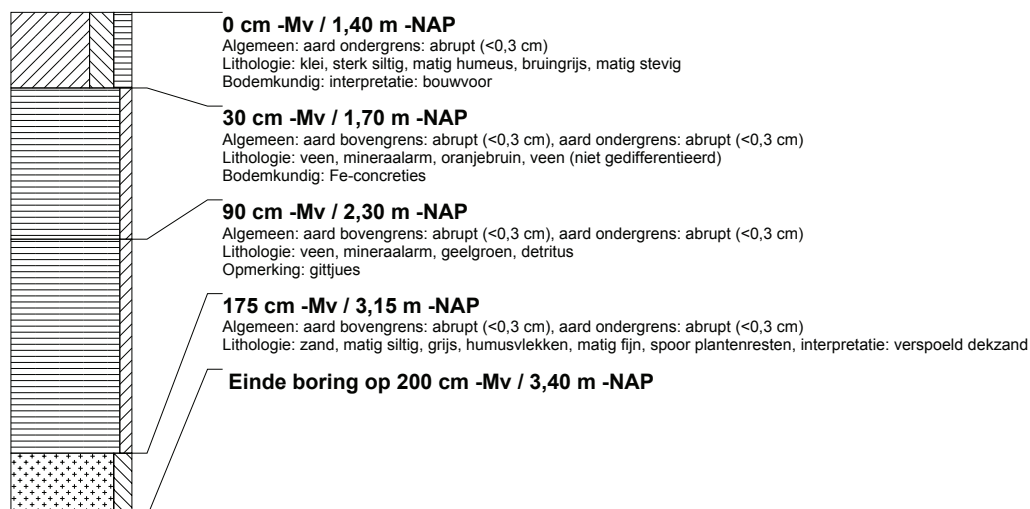 0 cm -Mv / 1,40 m -NAP
Algemeen: aard ondergrens: abrupt (<0,3 cm)
Lithologie: klei, sterk siltig, matig humeus, bruingrijs, matig stevig
Bodemkundig: interpretatie: bouwvoor
30 cm -Mv / 1,70 m -NAP
Algemeen: aard bovengrens: abrupt (<0,3 cm), aard ondergrens: abrupt (<0,3 cm)
Lithologie: veen, mineraalarm, oranjebruin, veen (niet gedifferentieerd)
Bodemkundig: Fe-concreties
90 cm -Mv / 2,30 m -NAP
Algemeen: aard bovengrens: abrupt (<0,3 cm), aard ondergrens: abrupt (<0,3 cm)
Lithologie: veen, mineraalarm, geelgroen, detritus
Opmerking: gittjues
175 cm -Mv / 3,15 m -NAP
Algemeen: aard bovengrens: abrupt (<0,3 cm), aard ondergrens: abrupt (<0,3 cm)
Lithologie: zand, matig siltig, grijs, humusvlekken, matig fijn, spoor plantenresten, interpretatie: verspoeld dekzand
Einde boring op 200 cm -Mv / 3,40 m -NAP